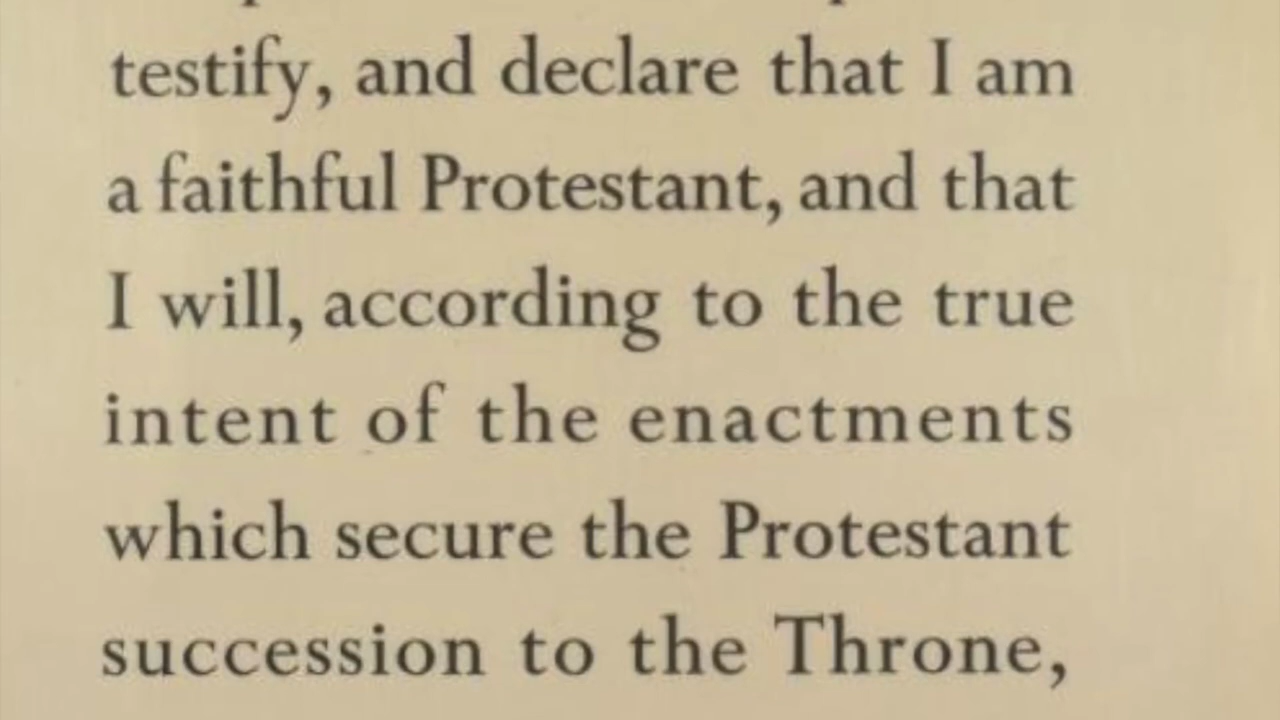 testify, and declare that I am
a faithful Protestant, and that
I will, according to the true
intent of the enactments
which secure the Protestant
succession to the Throne,